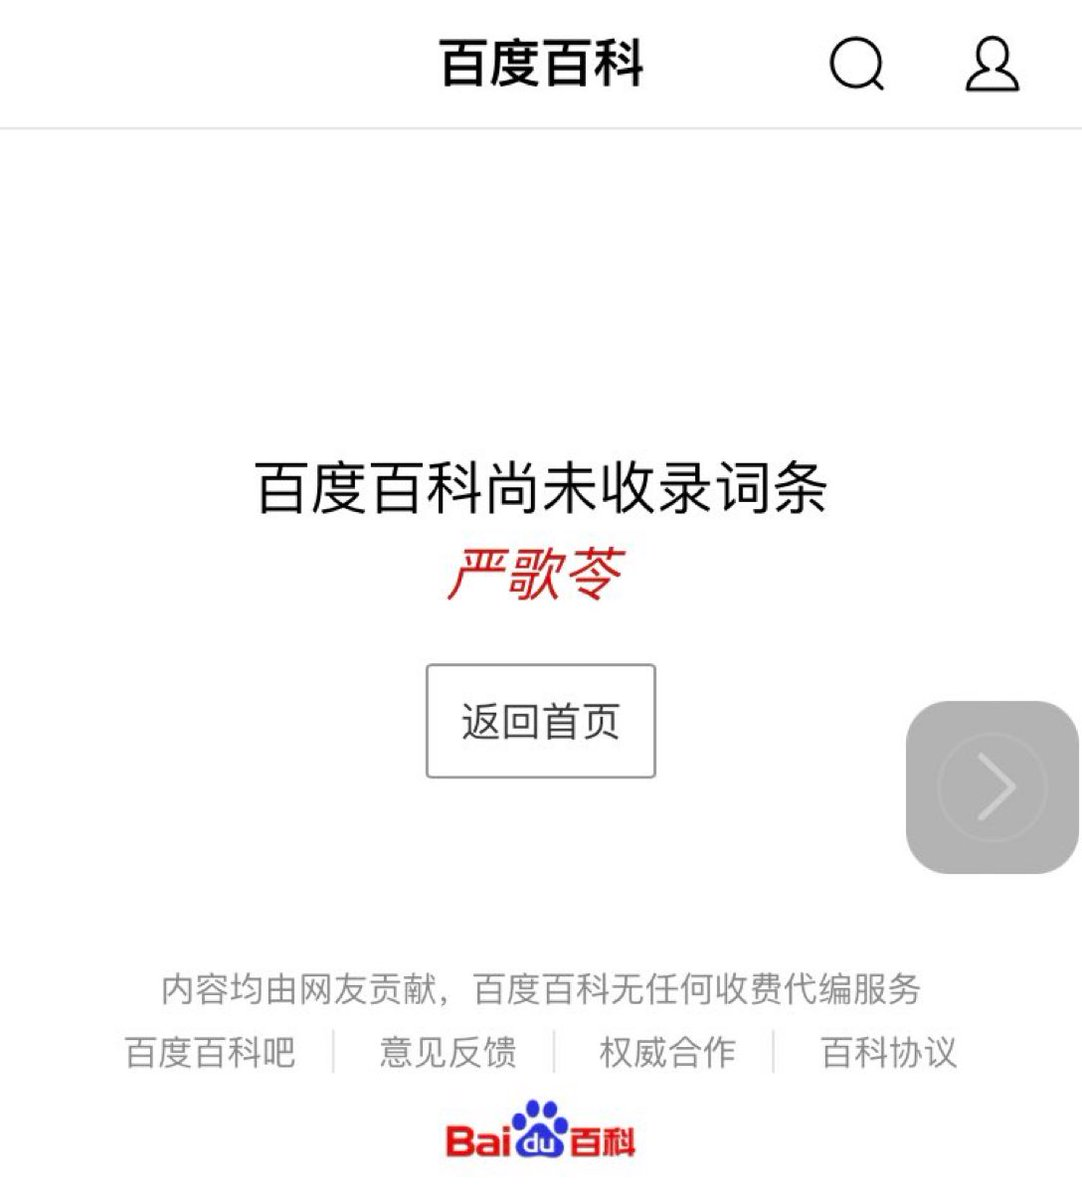 百度百科
百度百科尚未收录词条
严歌苓
返回首页
内容均由网友贡献，百度百科无任何收费代编服务
百度百科吧 意见反馈 权威合作 百科协议
Baidu百科